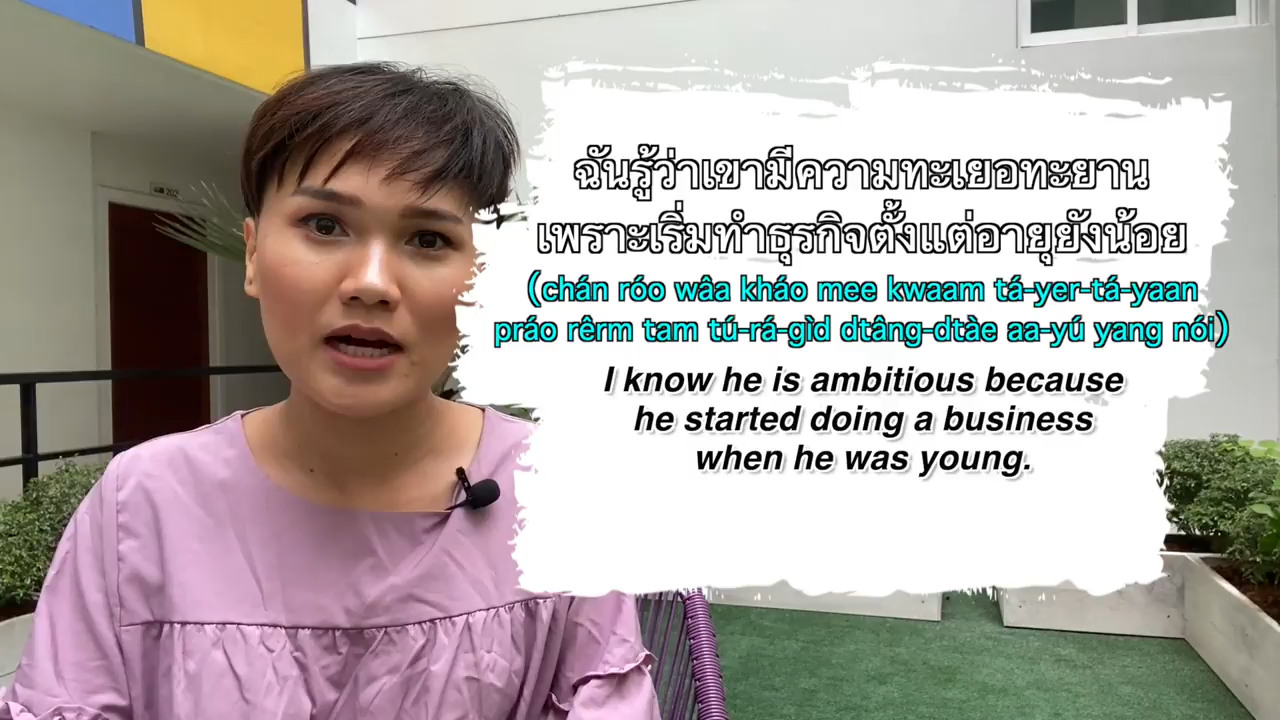 202
ฉันรู้ว่าเขามีความทะเยอทะยาน
เพราะเริ่มทำธุรกิจตั้งแต่อายุยังน้อย
(chán róo wâa kháo mee kwaam tá-yer-tá-yaan
práo rêrm tam tú-rá-gìd dtâng-dtàe aa-yú yang nói)
I know he is ambitious because
he started doing a business
when he was young.